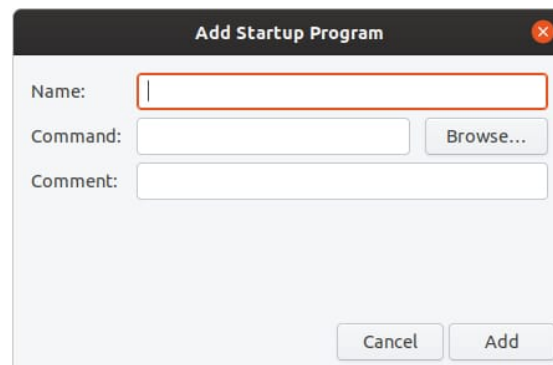 Add Startup Program
Name:
Command: Browse...
Comment:
Cancel Add